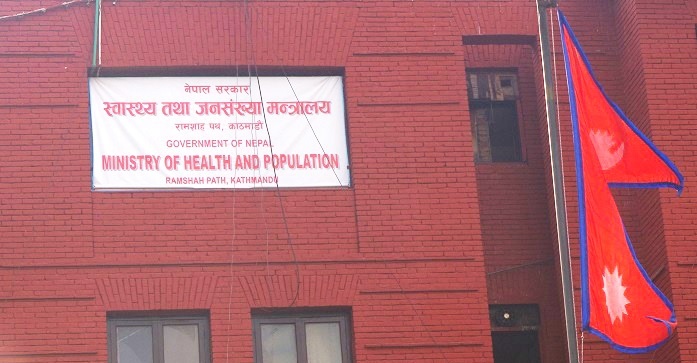 नेपाल सरकार
स्वास्थ्य तथा जनसंख्या मन्त्रालय
रामशाह पथ, काठमाडौं
GOVERNMENT OF NEPAL
MINISTRY OF HEALTH AND POPULATION
RAMSHAH PATH, KATHMANDU